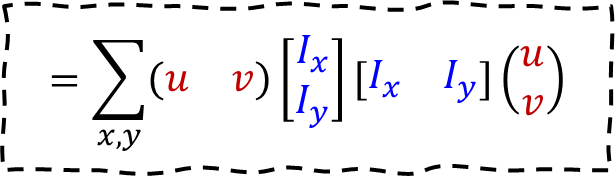 = ∑_{x,y} (u v) [I_x I_y] [I_x I_y] (u v)